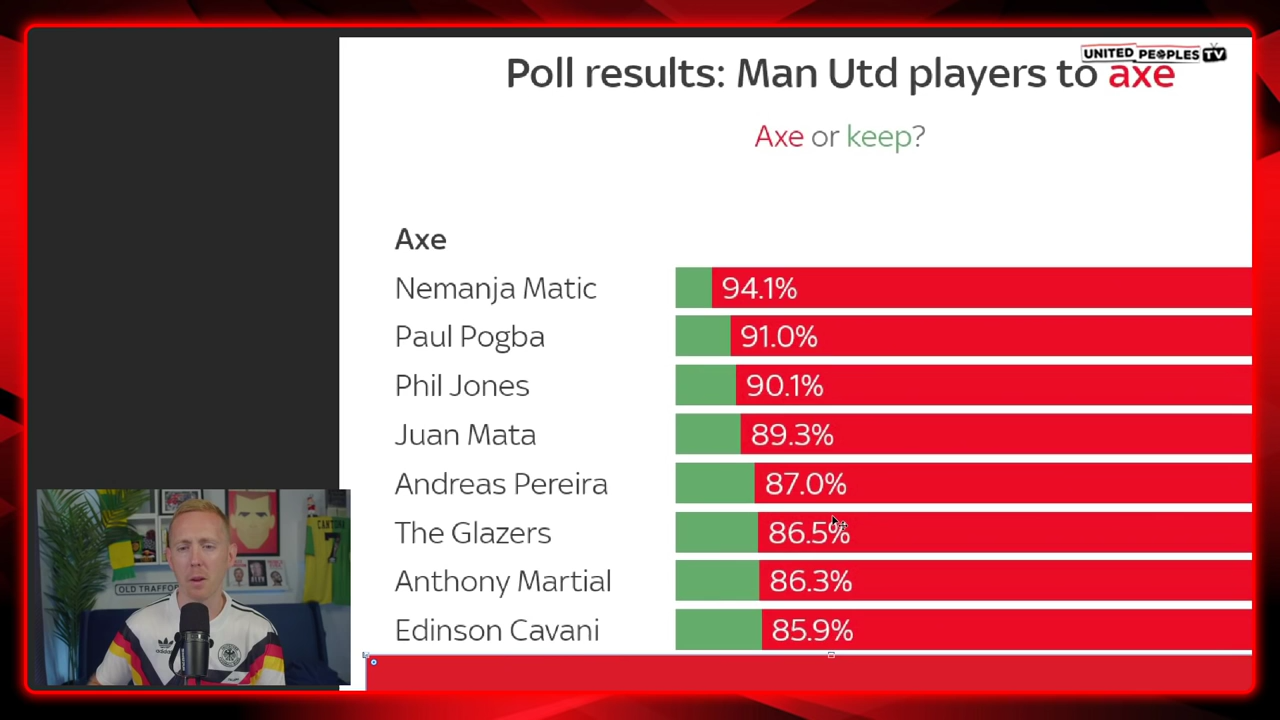 UNITED PEOPLES TV
Poll results: Man Utd players to axe
Axe or keep?
Axe
Nemanja Matic 94.1%
Paul Pogba 91.0%
Phil Jones 90.1%
Juan Mata 89.3%
Andreas Pereira 87.0%
The Glazers 86.5%
Anthony Martial 86.3%
Edinson Cavani 85.9%
CANTONA
OLD TRAFFORD
adidas